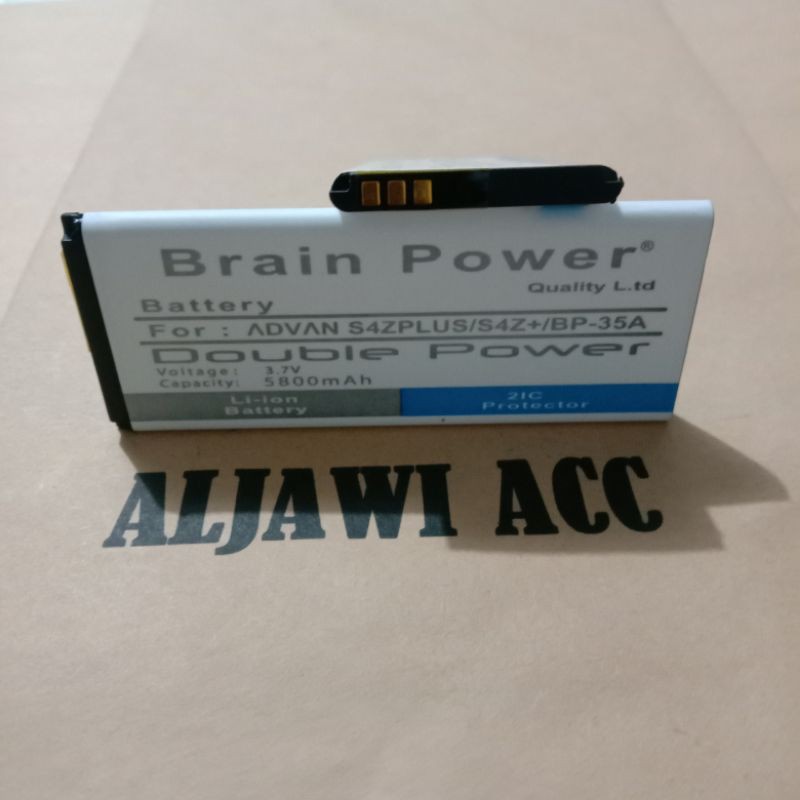 Brain Power®
Quality L.td
Battery
For : ADVAN S4ZPLUS/S4Z+/BP-35A
Double Power
Voltage: 3.7V
Capacity: 5800mAh
Li-ion
Battery
2IC
Protector
ALJAWI ACC